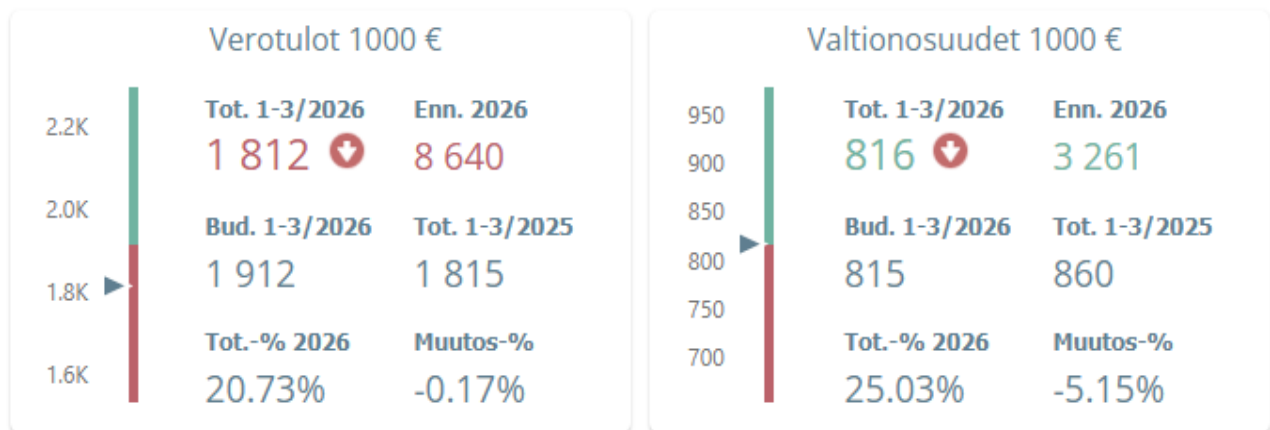 Verotulot 1000 €
2.2K
2.0K
1.8K
1.6K
Tot. 1-3/2026 Enn. 2026
1 812 8 640
Bud. 1-3/2026 Tot. 1-3/2025
1 912 1 815
Tot.-% 2026 Muutos-%
20.73% -0.17%
Valtionosuudet 1000 €
950
900
850
800
750
700
Tot. 1-3/2026 Enn. 2026
816 3 261
Bud. 1-3/2026 Tot. 1-3/2025
815 860
Tot.-% 2026 Muutos-%
25.03% -5.15%